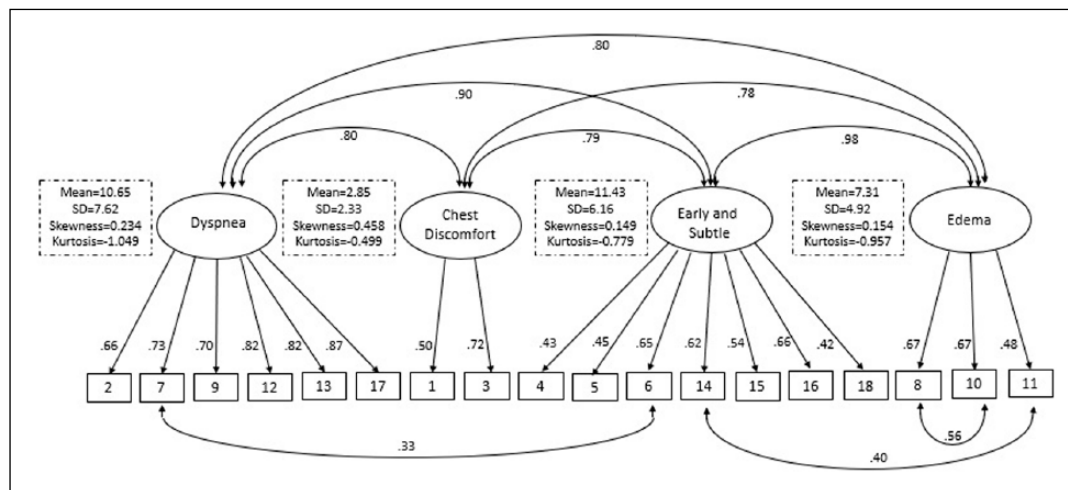 .80
.90
.78
.80
.79
.98
Mean=10.65
SD=7.62
Skewness=0.234
Kurtosis=-1.049
Dyspnea
Mean=2.85
SD=2.33
Skewness=0.458
Kurtosis=-0.499
Chest
Discomfort
Mean=11.43
SD=6.16
Skewness=0.149
Kurtosis=-0.779
Early and
Subtle
Mean=7.31
SD=4.92
Skewness=0.154
Kurtosis=-0.957
Edema
.66 .73 .70 .82 .82 .87 .50 .72 .43 .45 .65 .62 .54 .66 .42 .67 .67 .48
2 7 9 12 13 17 1 3 4 5 6 14 15 16 18 8 10 11
.33
.56
.40